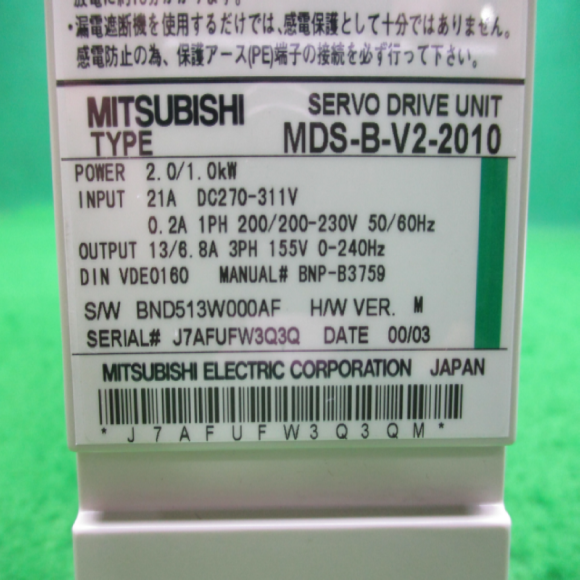 ・漏電遮断機を使用するだけでは、感電保護として十分ではありません。
感電防止の為、保護アース(PE)端子の接続を必ず行って下さい。
MITSUBISHI SERVO DRIVE UNIT
TYPE MDS-B-V2-2010
POWER 2.0/1.0kW
INPUT 21A DC270-311V
0.2A 1PH 200/200-230V 50/60Hz
OUTPUT 13/6.8A 3PH 155V 0-240Hz
DIN VDE0160 MANUAL# BNP-B3759
S/W BND513W000AF H/W VER. M
SERIAL# J7AFUFW3Q3Q DATE 00/03
MITSUBISHI ELECTRIC CORPORATION JAPAN
*J7AFUFW3Q3QM*